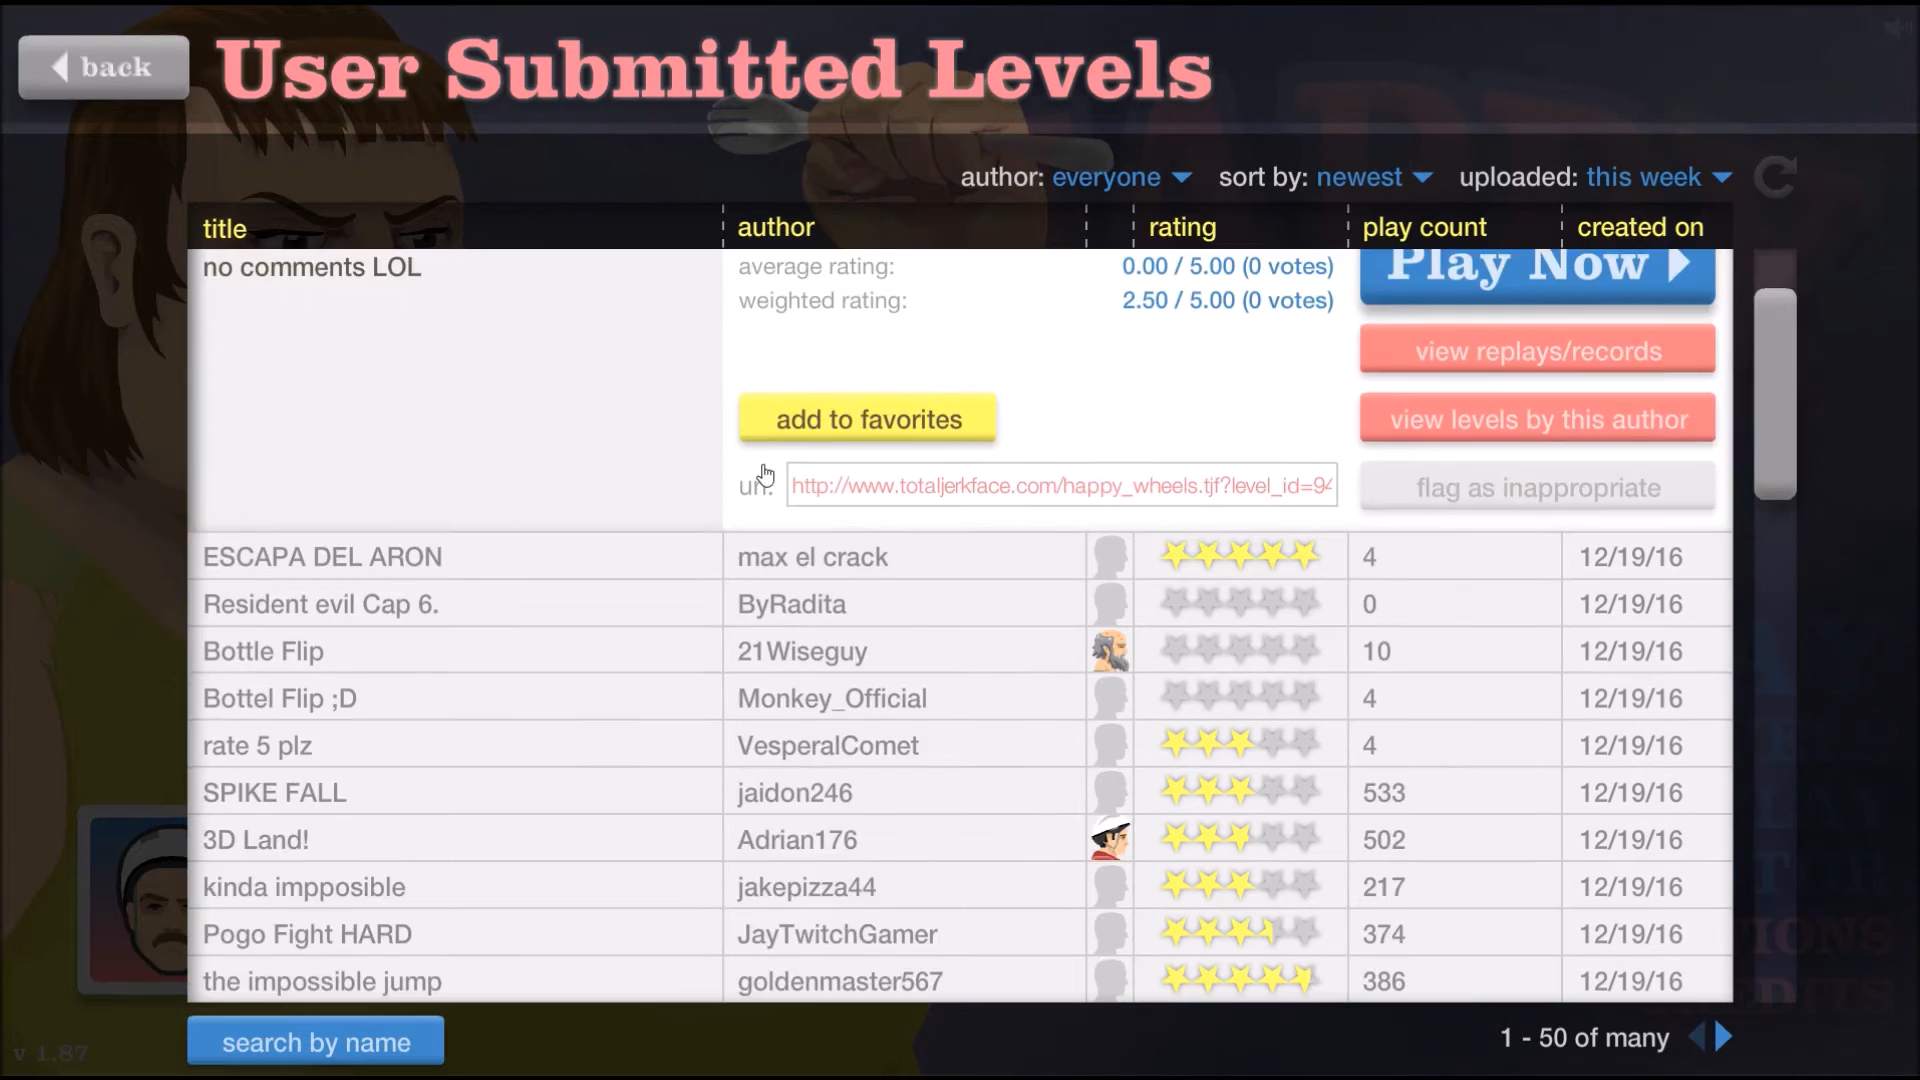 back
User Submitted Levels
author: everyone sort by: newest uploaded: this week
title author rating play count created on
no comments LOL
average rating: 0.00 / 5.00 (0 votes)
weighted rating: 2.50 / 5.00 (0 votes)
Play Now
view replays/records
add to favorites
view levels by this author
http://www.totaljerkface.com/happy_wheels.tjf?level_id=94
flag as inappropriate
ESCAPA DEL ARON max el crack 4 12/19/16
Resident evil Cap 6. ByRadita 0 12/19/16
Bottle Flip 21Wiseguy 10 12/19/16
Bottel Flip ;D Monkey_Official 4 12/19/16
rate 5 plz VesperalComet 4 12/19/16
SPIKE FALL jaidon246 533 12/19/16
3D Land! Adrian176 502 12/19/16
kinda impposible jakepizza44 217 12/19/16
Pogo Fight HARD JayTwitchGamer 374 12/19/16
the impossible jump goldenmaster567 386 12/19/16
search by name
1 - 50 of many
v 1.87